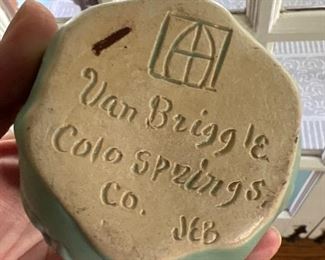 Van Briggle
Colo Springs.
Co. JEB